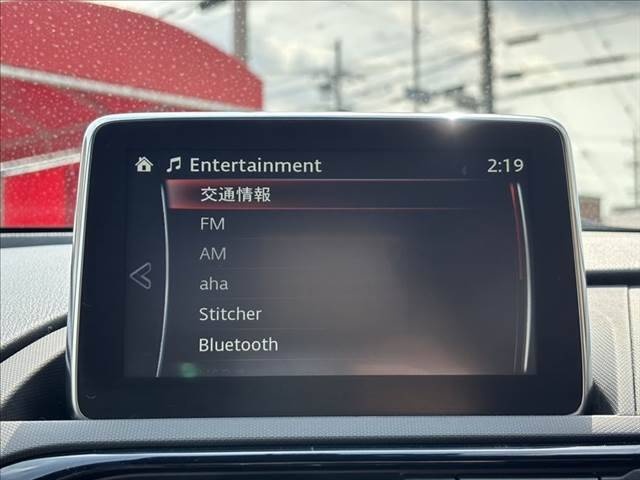 Entertainment 2:19
交通情報
FM
AM
aha
Stitcher
Bluetooth